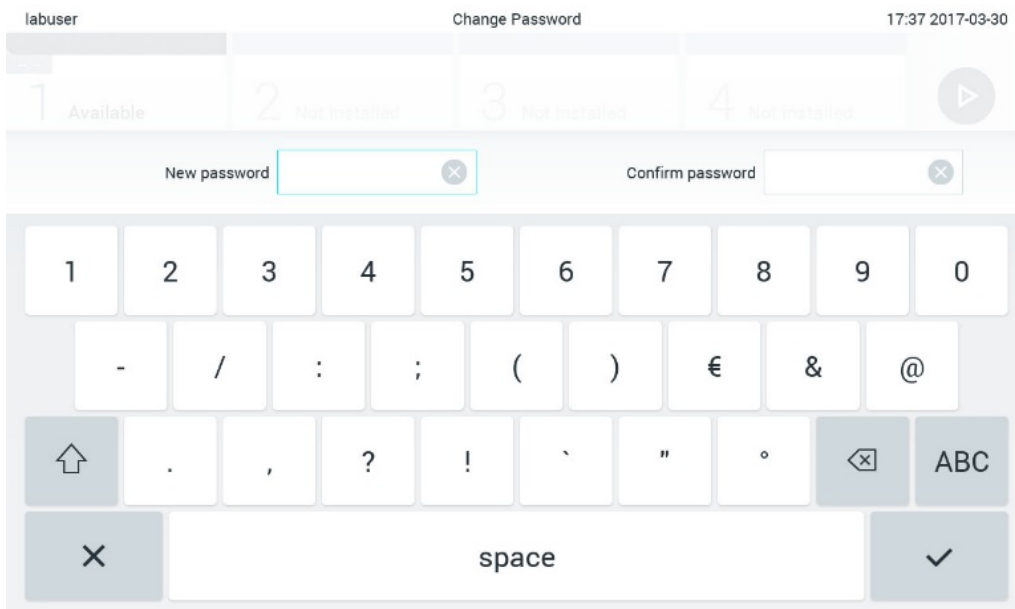 labuser Change Password 17:37 2017-03-30
1 Available 2 Not installed 3 Not installed 4 Not installed
New password Confirm password
1 2 3 4 5 6 7 8 9 0
- / : ; ( ) € & @
. , ? ! ` " ° ABC
space